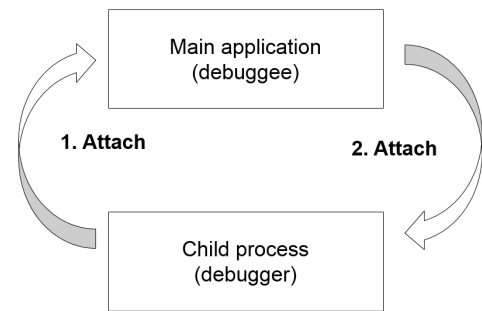 Main application
(debuggee)
1. Attach
2. Attach
Child process
(debugger)